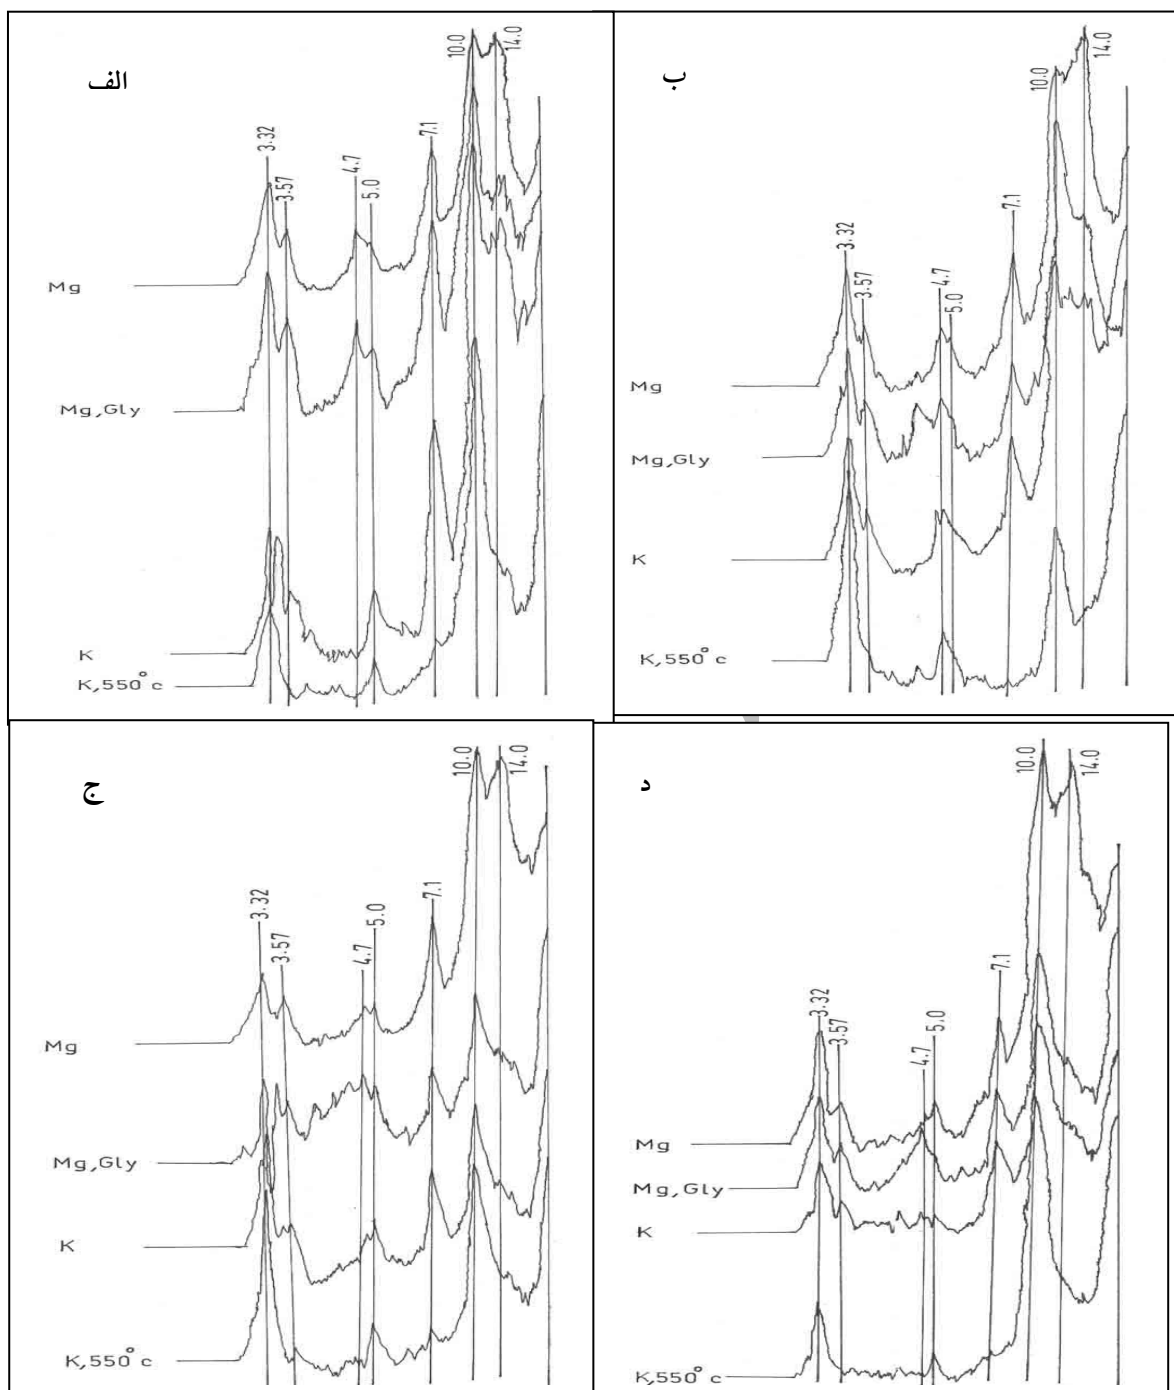 الف
3.32
3.57
4.7
5.0
7.1
10.0
14.0
Mg
Mg,Gly
K
K,550°c
ب
3.32
3.57
4.7
5.0
7.1
10.0
14.0
Mg
Mg,Gly
K
K,550°c
ج
3.32
3.57
4.7
5.0
7.1
10.0
14.0
Mg
Mg,Gly
K
K,550°c
د
3.32
3.57
4.7
5.0
7.1
10.0
14.0
Mg
Mg,Gly
K
K,550°c